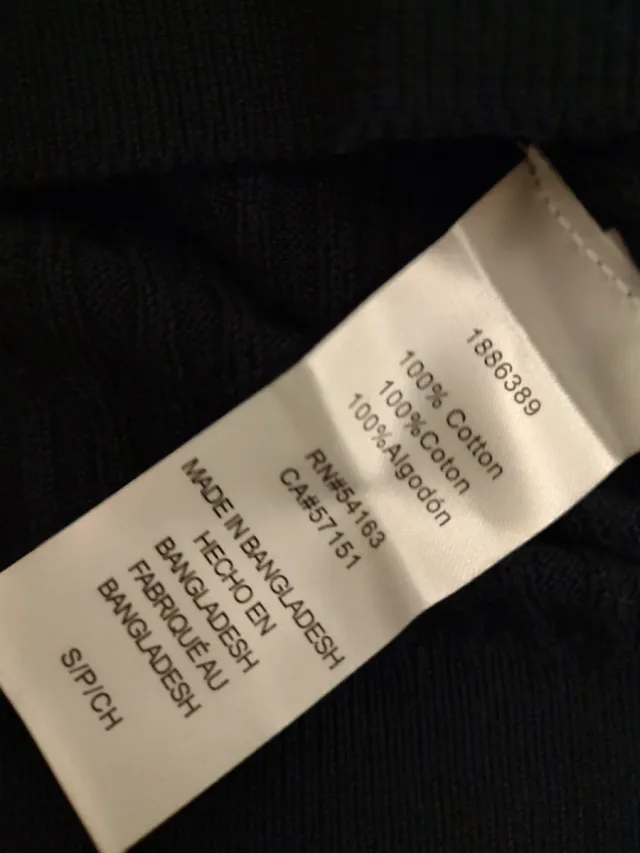 1886389
100% Cotton
100%Coton
100%Algodón
RN#54163
CA#57151
MADE IN BANGLADESH
HECHO EN
BANGLADESH
FABRIQUÉ AU
BANGLADESH
S/P/CH